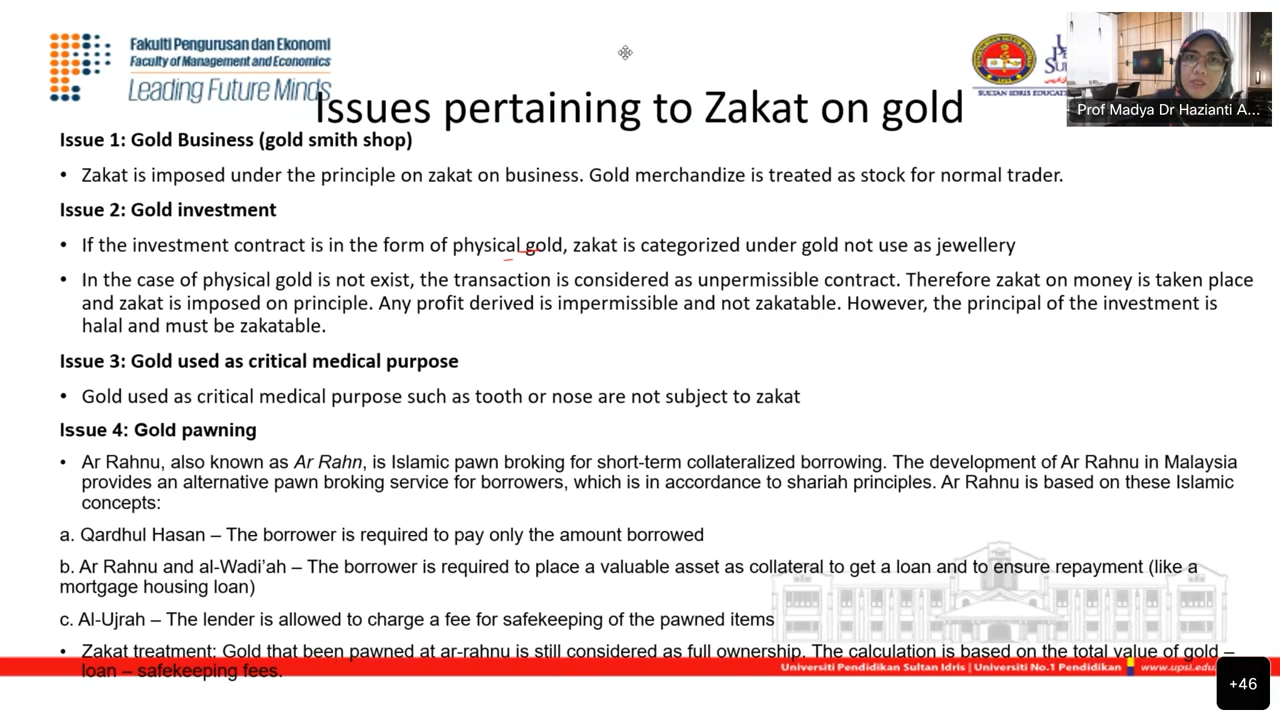 Fakulti Pengurusan dan Ekonomi
Faculty of Management and Economics
Leading Future Minds
SULTAN IDRIS EDUCA
Prof Madya Dr Hazianti A...
Issues pertaining to Zakat on gold
Issue 1: Gold Business (gold smith shop)
• Zakat is imposed under the principle on zakat on business. Gold merchandize is treated as stock for normal trader.
Issue 2: Gold investment
• If the investment contract is in the form of physical gold, zakat is categorized under gold not use as jewellery
• In the case of physical gold is not exist, the transaction is considered as unpermissible contract. Therefore zakat on money is taken place
and zakat is imposed on principle. Any profit derived is impermissible and not zakatable. However, the principal of the investment is
halal and must be zakatable.
Issue 3: Gold used as critical medical purpose
• Gold used as critical medical purpose such as tooth or nose are not subject to zakat
Issue 4: Gold pawning
• Ar Rahnu, also known as Ar Rahn, is Islamic pawn broking for short-term collateralized borrowing. The development of Ar Rahnu in Malaysia
provides an alternative pawn broking service for borrowers, which is in accordance to shariah principles. Ar Rahnu is based on these Islamic
concepts:
a. Qardhul Hasan – The borrower is required to pay only the amount borrowed
b. Ar Rahnu and al-Wadi’ah – The borrower is required to place a valuable asset as collateral to get a loan and to ensure repayment (like a
mortgage housing loan)
c. Al-Ujrah – The lender is allowed to charge a fee for safekeeping of the pawned items
• Zakat treatment: Gold that been pawned at ar-rahnu is still considered as full ownership. The calculation is based on the total value of gold –
loan – safekeeping fees.
Universiti Pendidikan Sultan Idris | Universiti No.1 Pendidikan www.upsi.edu
+46